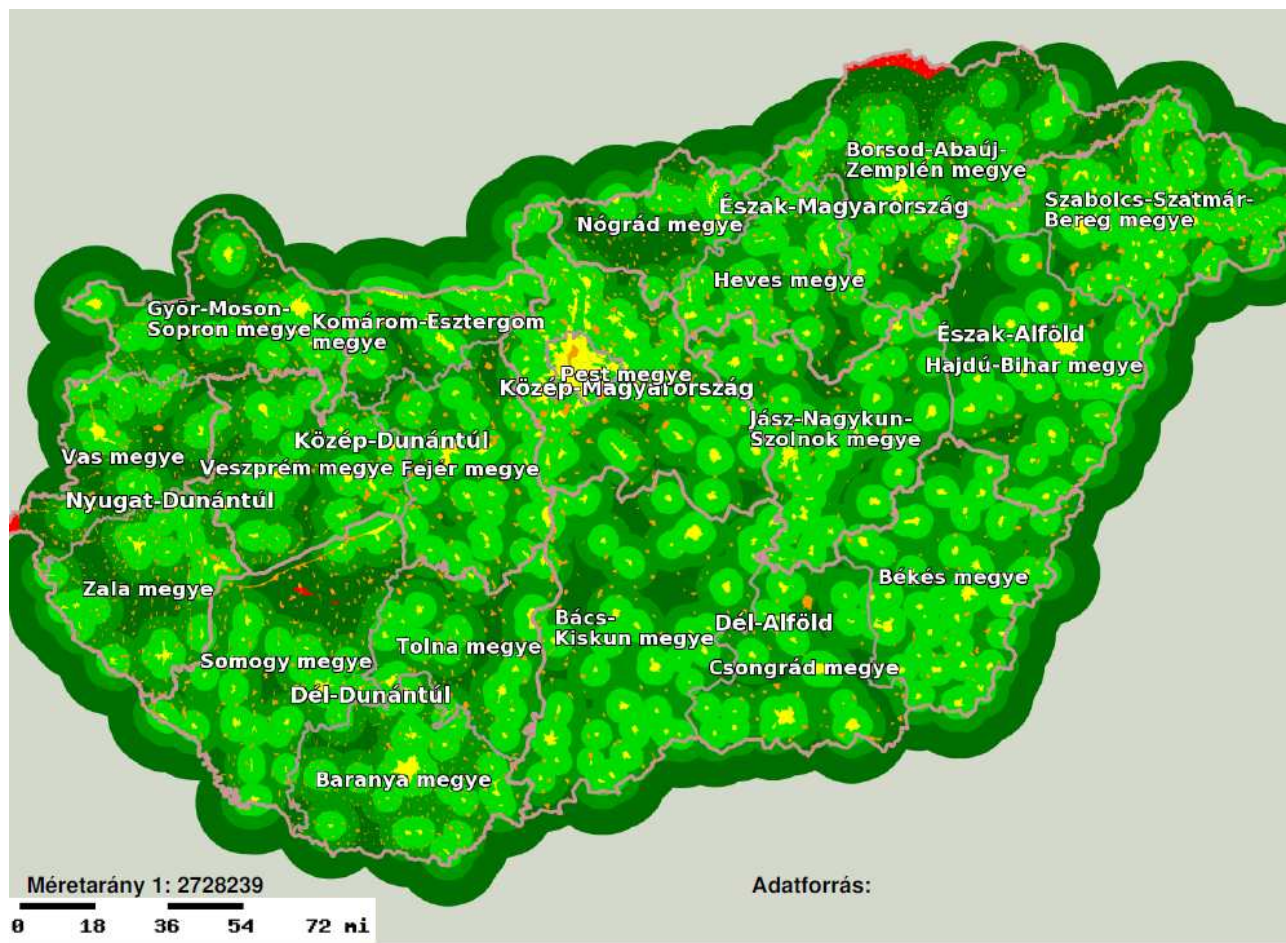 Borsod-Abaúj-
Zemplén megye
Szabolcs-Szatmár-
Bereg megye
Észak-Magyarország
Nógrád megye
Heves megye
Győr-Moson-
Sopron megye
Komárom-Esztergom
megye
Észak-Alföld
Hajdú-Bihar megye
Pest megye
Közép-Magyarország
Jász-Nagykun-
Szolnok megye
Közép-Dunántúl
Vas megye
Veszprém megye
Fejér megye
Nyugat-Dunántúl
Zala megye
Békés megye
Bács-
Kiskun megye
Dél-Alföld
Tolna megye
Somogy megye
Csongrád megye
Dél-Dunántúl
Baranya megye
Méretarány 1: 2728239
Adatforrás:
0 18 36 54 72 mi